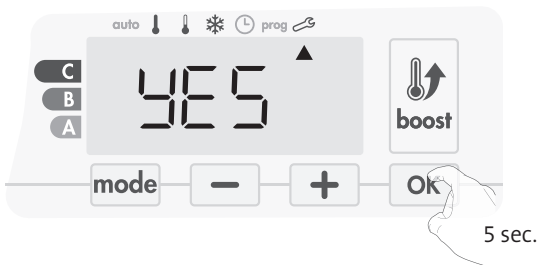 auto prog
C
B
A
YES
boost
mode - + OK
5 sec.